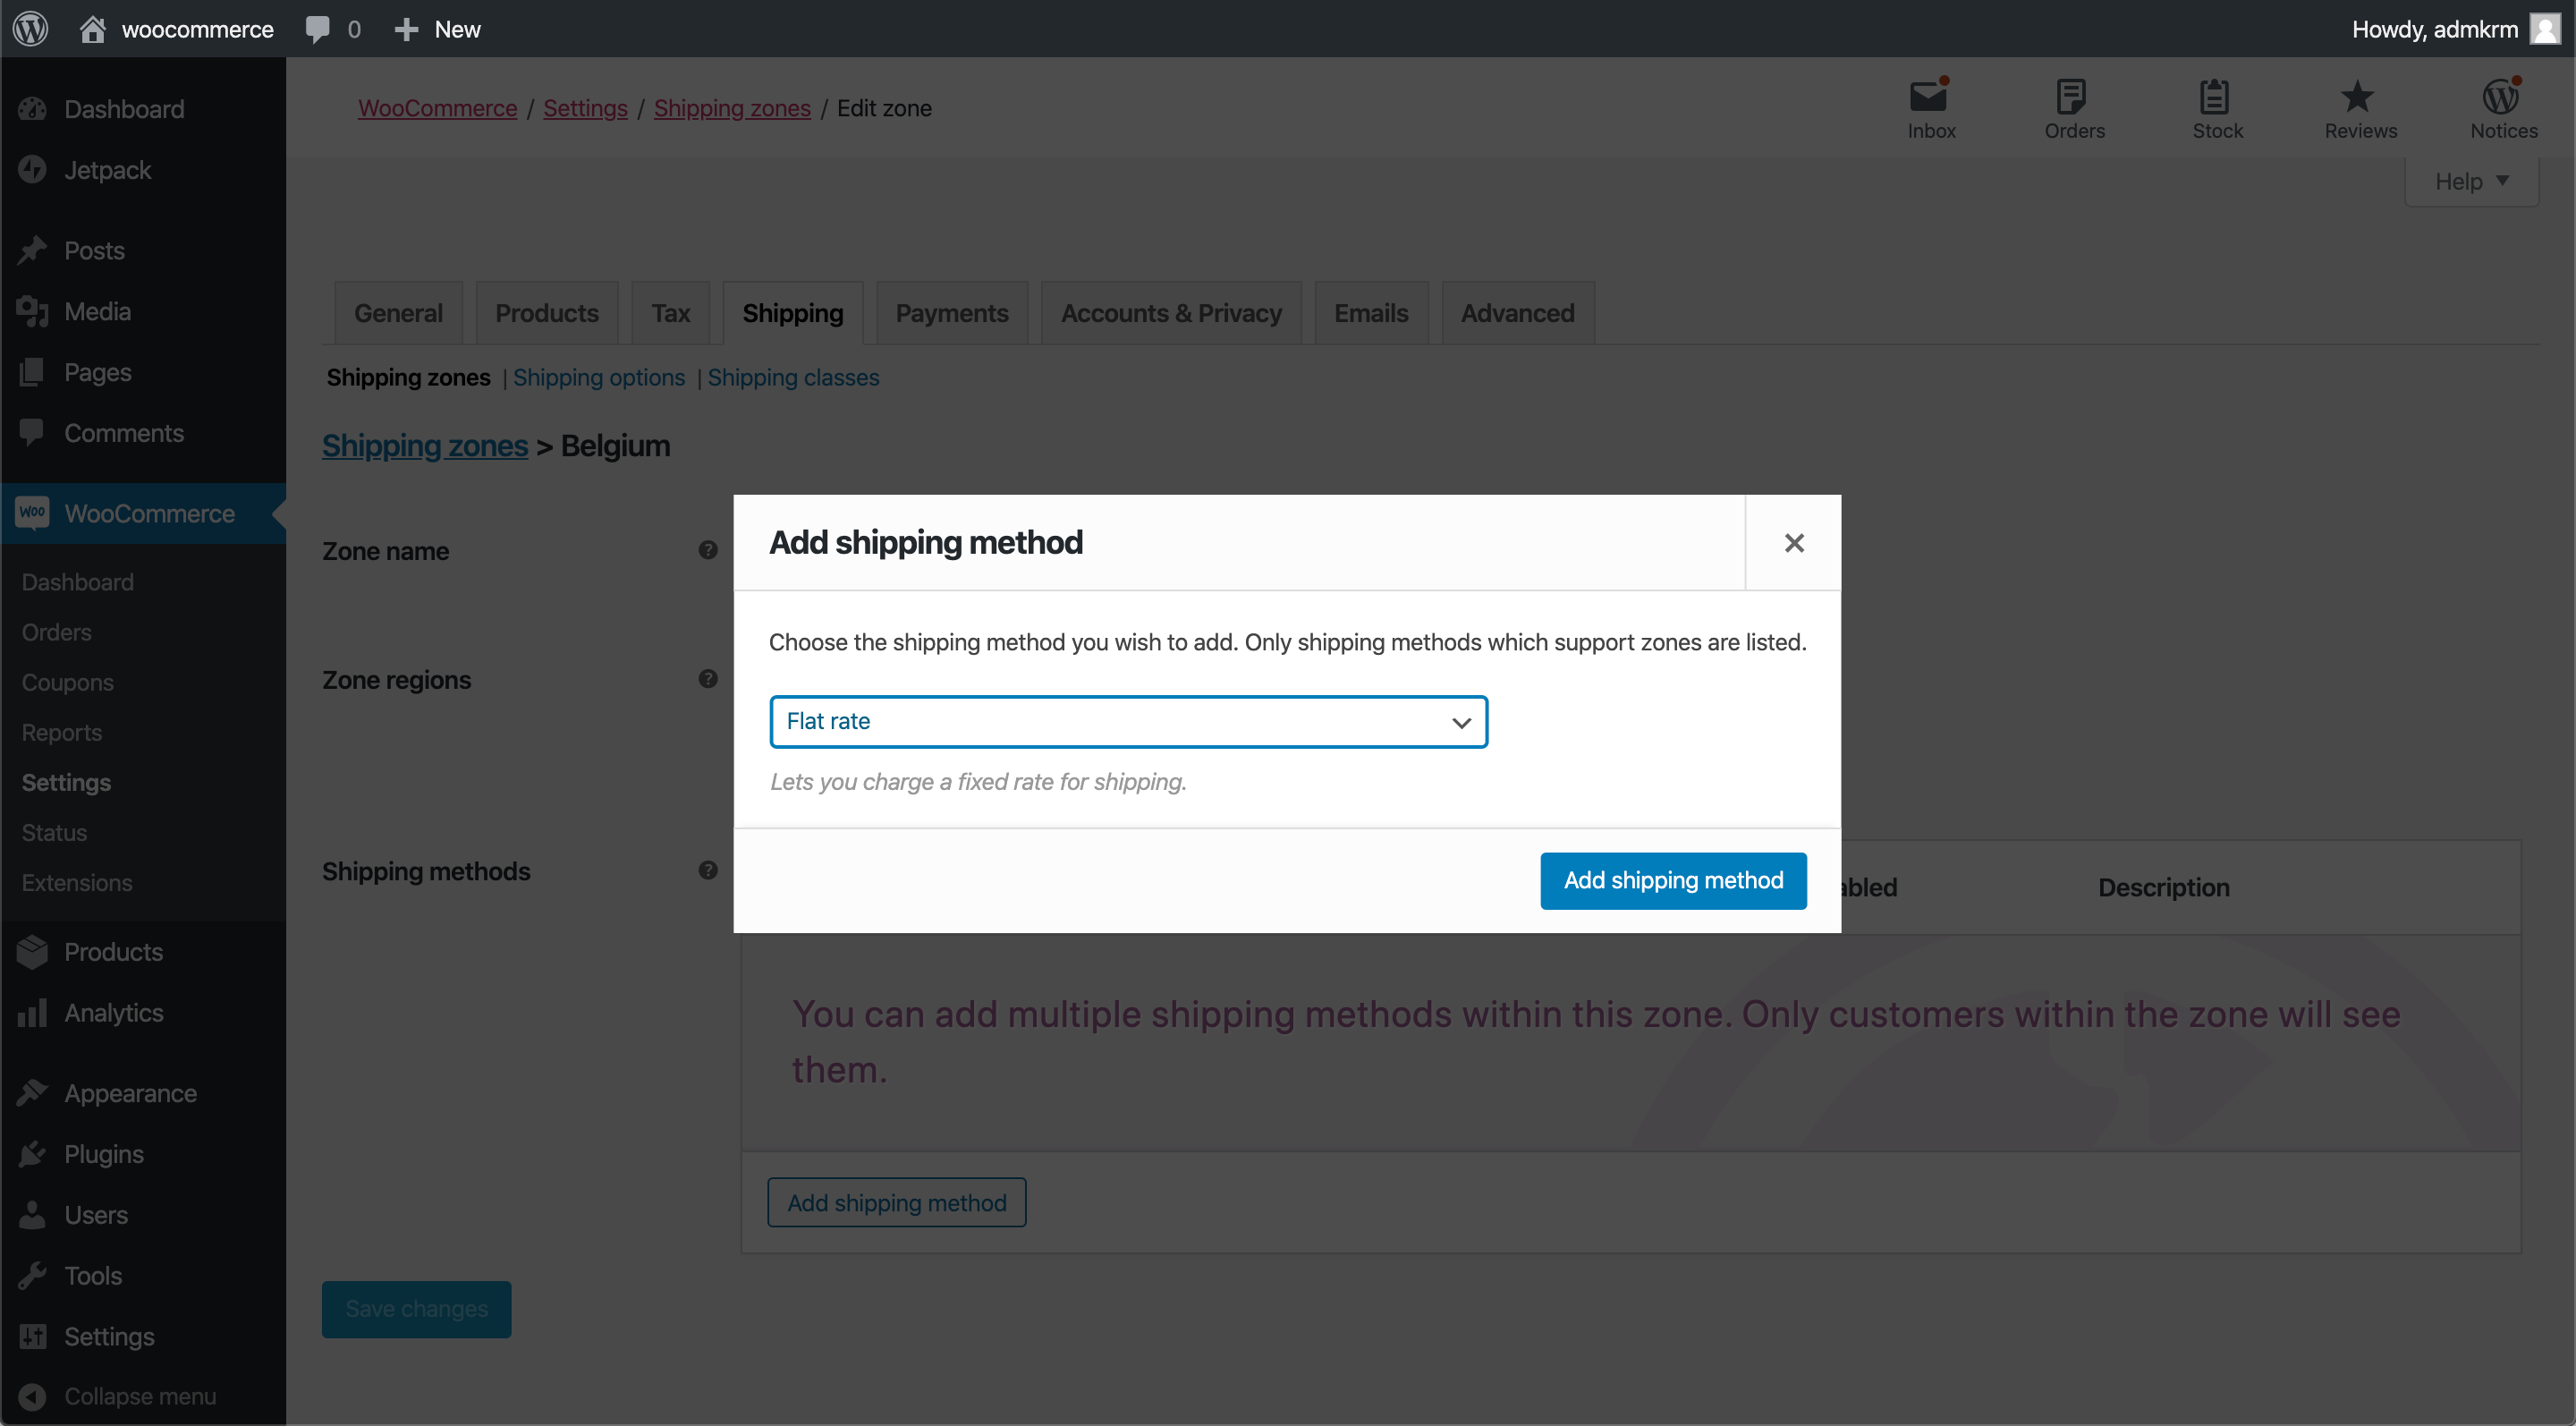 woocommerce 0 New Howdy, admkrm
Dashboard
Jetpack
Posts
Media
Pages
Comments
Woo WooCommerce
Dashboard
Orders
Coupons
Reports
Settings
Status
Extensions
Products
Analytics
Appearance
Plugins
Users
Tools
Settings
Collapse menu
WooCommerce / Settings / Shipping zones / Edit zone
Inbox Orders Stock Reviews Notices
Help
General Products Tax Shipping Payments Accounts & Privacy Emails Advanced
Shipping zones | Shipping options | Shipping classes
Shipping zones > Belgium
Zone name
Zone regions
Shipping methods
Add shipping method
Choose the shipping method you wish to add. Only shipping methods which support zones are listed.
Flat rate
Lets you charge a fixed rate for shipping.
Add shipping method
Description
You can add multiple shipping methods within this zone. Only customers within the zone will see
them.
Add shipping method
Save changes